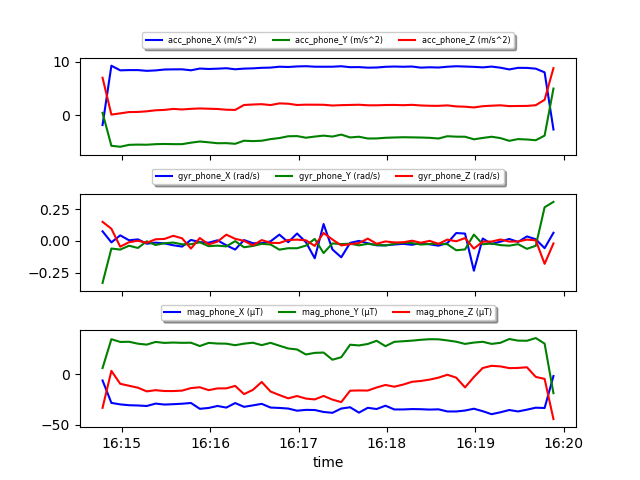 acc_phone_X (m/s^2) acc_phone_Y (m/s^2) acc_phone_Z (m/s^2)
10
0
gyr_phone_X (rad/s) gyr_phone_Y (rad/s) gyr_phone_Z (rad/s)
0.25
0.00
−0.25
mag_phone_X (µT) mag_phone_Y (µT) mag_phone_Z (µT)
0
−50
16:15 16:16 16:17 16:18 16:19 16:20
time